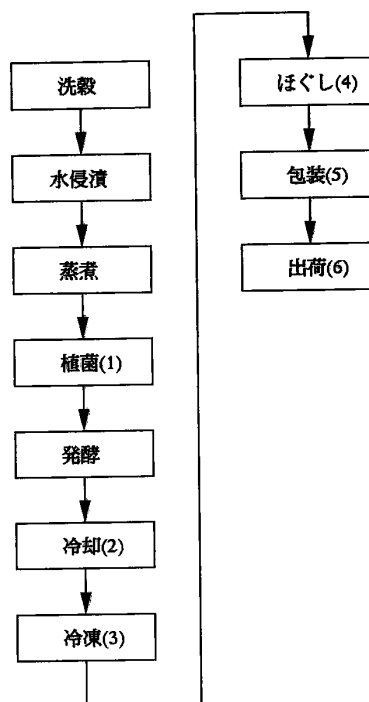 洗穀
水侵漬
蒸煮
植菌(1)
発酵
冷却(2)
冷凍(3)
ほぐし(4)
包装(5)
出荷(6)